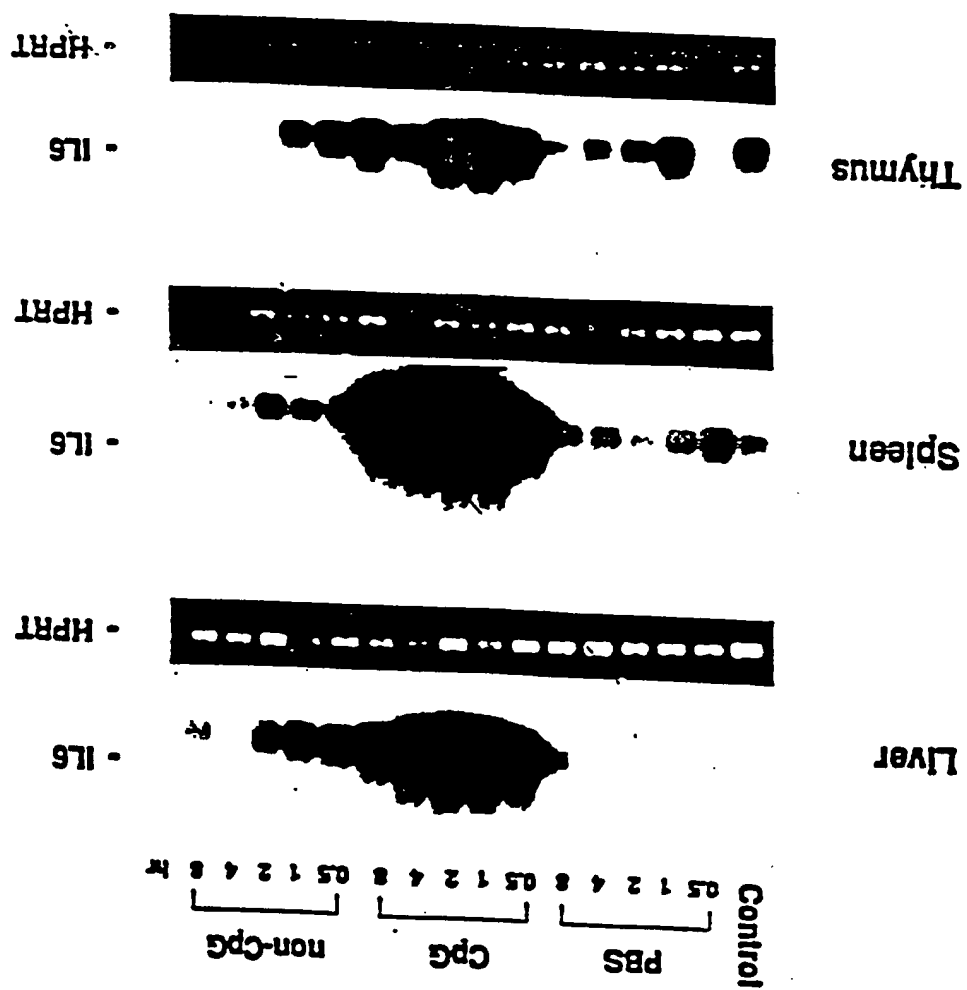 Control PBS CpG non-CpG
0.5 1 2 4 8 0.5 1 2 4 8 0.5 1 2 4 8 hr
Liver - IL6
- HPRT
Spleen - IL6
- HPRT
Thymus - IL6
- HPRT